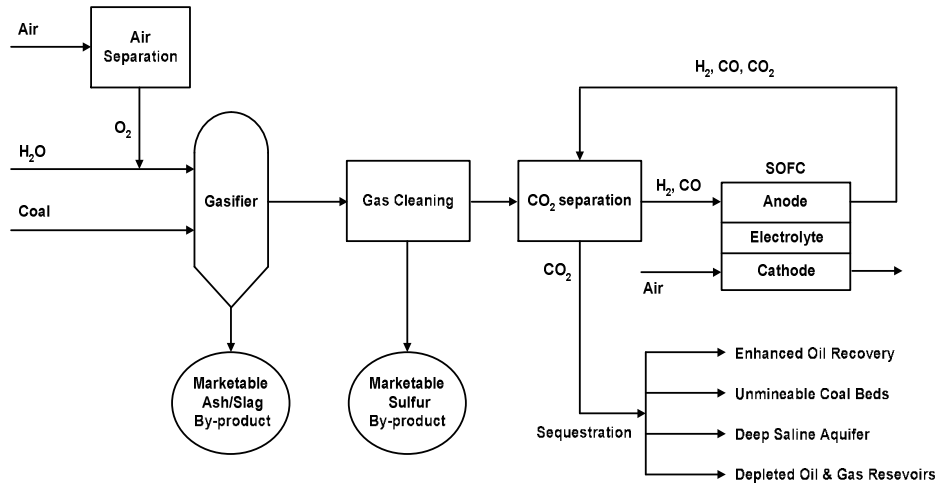 Air
Air
Separation
O2
H2O
Coal
Gasifier
Gas Cleaning
CO2 separation
H2, CO, CO2
H2, CO
SOFC
Anode
Electrolyte
Cathode
Air
CO2
Marketable
Ash/Slag
By-product
Marketable
Sulfur
By-product
Sequestration
Enhanced Oil Recovery
Unmineable Coal Beds
Deep Saline Aquifer
Depleted Oil & Gas Resevoirs